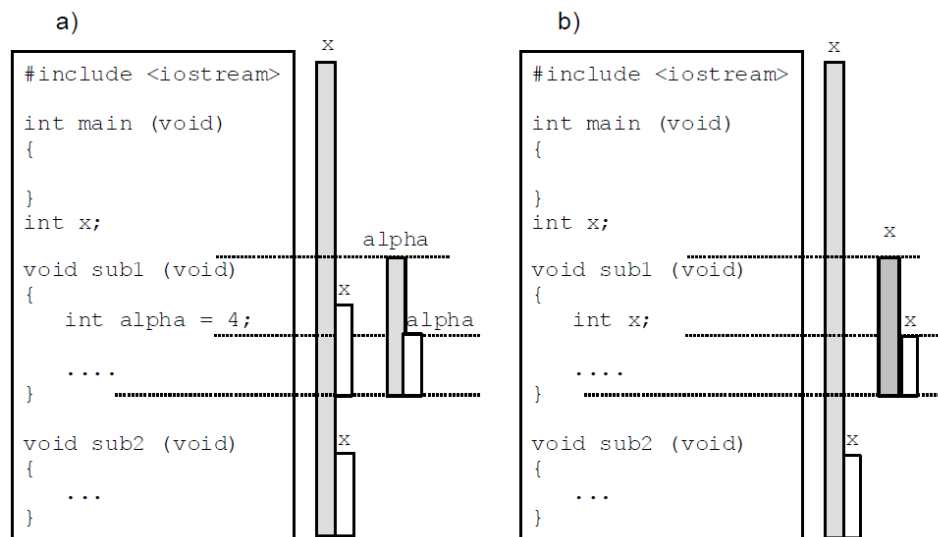 a)
x
#include <iostream>
int main (void)
{
}
int x;
alpha
void sub1 (void)
{
x
int alpha = 4;
alpha
....
}
void sub2 (void)
x
{
...
}
b)
x
#include <iostream>
int main (void)
{
}
int x;
x
void sub1 (void)
{
int x;
x
....
}
void sub2 (void)
x
{
...
}